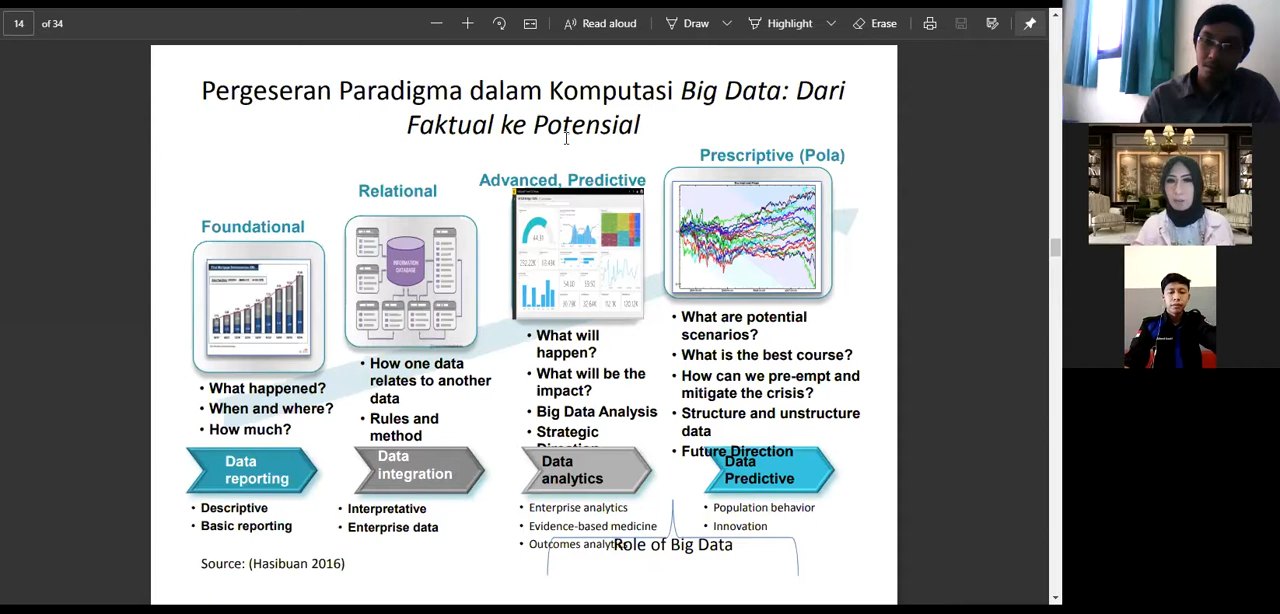 14 of 34
Read aloud
Draw
Highlight
Erase
Pergeseran Paradigma dalam Komputasi Big Data: Dari
Faktual ke Potensial
Foundational
Relational
Advanced, Predictive
Prescriptive (Pola)
INFORMATION
DATABASE
• What happened?
• When and where?
• How much?
• How one data
relates to another
data
• Rules and
method
• What will
happen?
• What will be the
impact?
• Big Data Analysis
• Strategic
Direction
• What are potential
scenarios?
• What is the best course?
• How can we pre-empt and
mitigate the crisis?
• Structure and unstructure
data
• Future Direction
Data
reporting
Data
integration
Data
analytics
Data
Predictive
• Descriptive
• Basic reporting
• Interpretative
• Enterprise data
• Enterprise analytics
• Evidence-based medicine
• Outcomes analytics
• Population behavior
• Innovation
Role of Big Data
Source: (Hasibuan 2016)